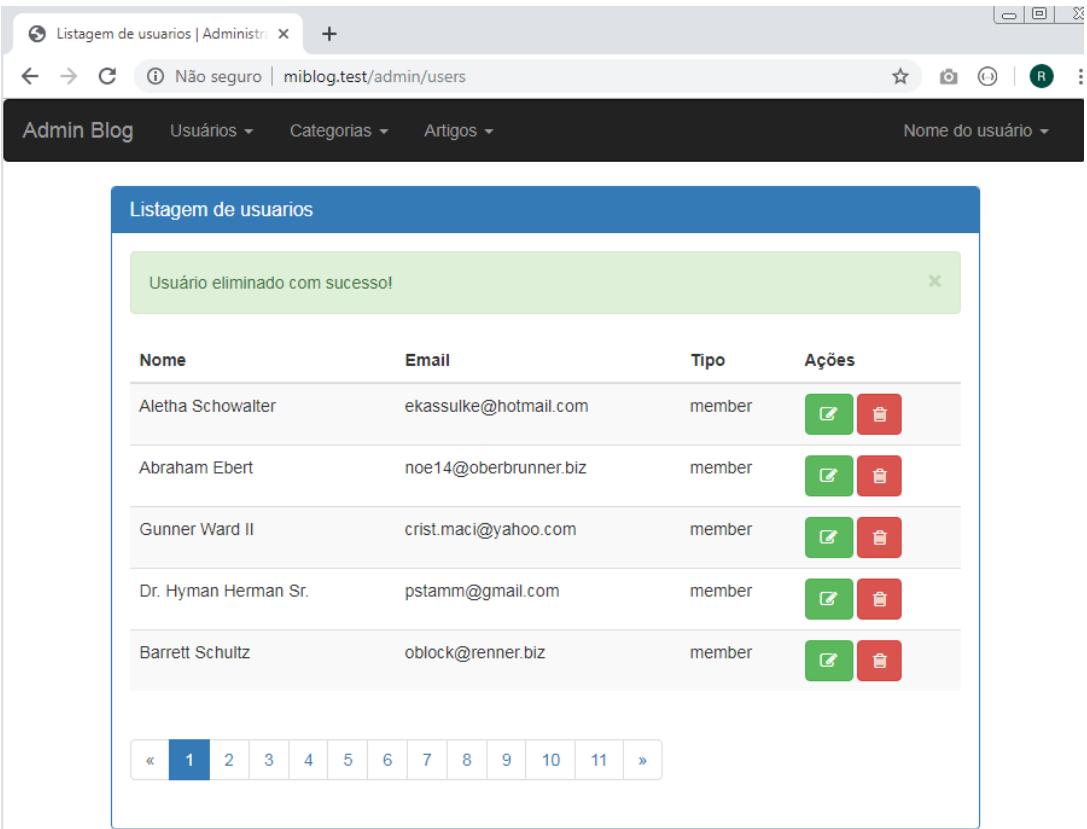 Listagem de usuarios | Administra
Não seguro | miblog.test/admin/users
R
Admin Blog Usuários Categorias Artigos Nome do usuário
Listagem de usuarios
Usuário eliminado com sucesso! ×
Nome Email Tipo Ações
Aletha Schowalter ekassulke@hotmail.com member
Abraham Ebert noe14@oberbrunner.biz member
Gunner Ward II crist.maci@yahoo.com member
Dr. Hyman Herman Sr. pstamm@gmail.com member
Barrett Schultz oblock@renner.biz member
« 1 2 3 4 5 6 7 8 9 10 11 »